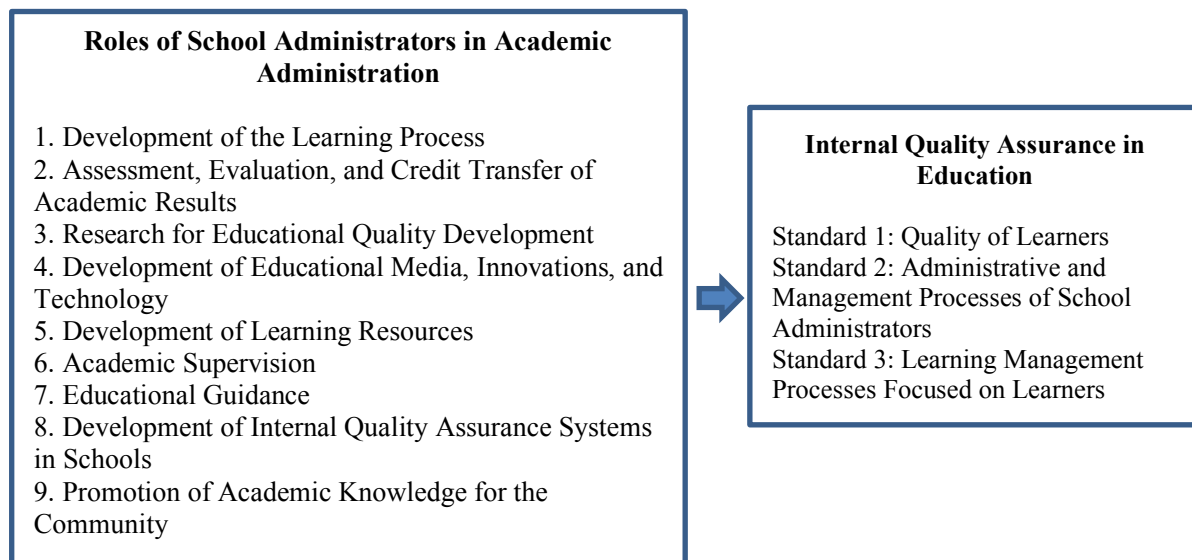 Roles of School Administrators in Academic
Administration
1. Development of the Learning Process
2. Assessment, Evaluation, and Credit Transfer of
Academic Results
3. Research for Educational Quality Development
4. Development of Educational Media, Innovations, and
Technology
5. Development of Learning Resources
6. Academic Supervision
7. Educational Guidance
8. Development of Internal Quality Assurance Systems
in Schools
9. Promotion of Academic Knowledge for the
Community
Internal Quality Assurance in
Education
Standard 1: Quality of Learners
Standard 2: Administrative and
Management Processes of School
Administrators
Standard 3: Learning Management
Processes Focused on Learners